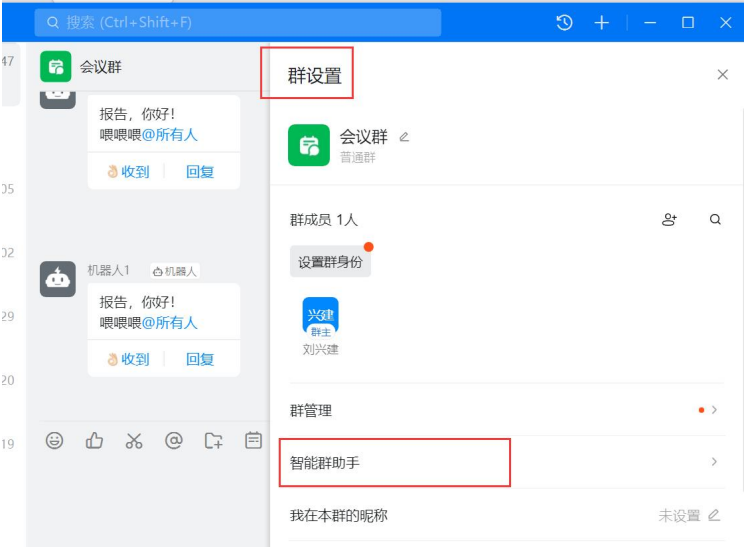 搜索 (Ctrl+Shift+F)
47
05
02
29
20
19
会议群
报告，你好！
喂喂喂@所有人
收到
回复
机器人1
机器人
报告，你好！
喂喂喂@所有人
收到
回复
群设置
会议群
普通群
群成员 1人
设置群身份
兴建
群主
刘兴建
群管理
智能群助手
我在本群的昵称
未设置